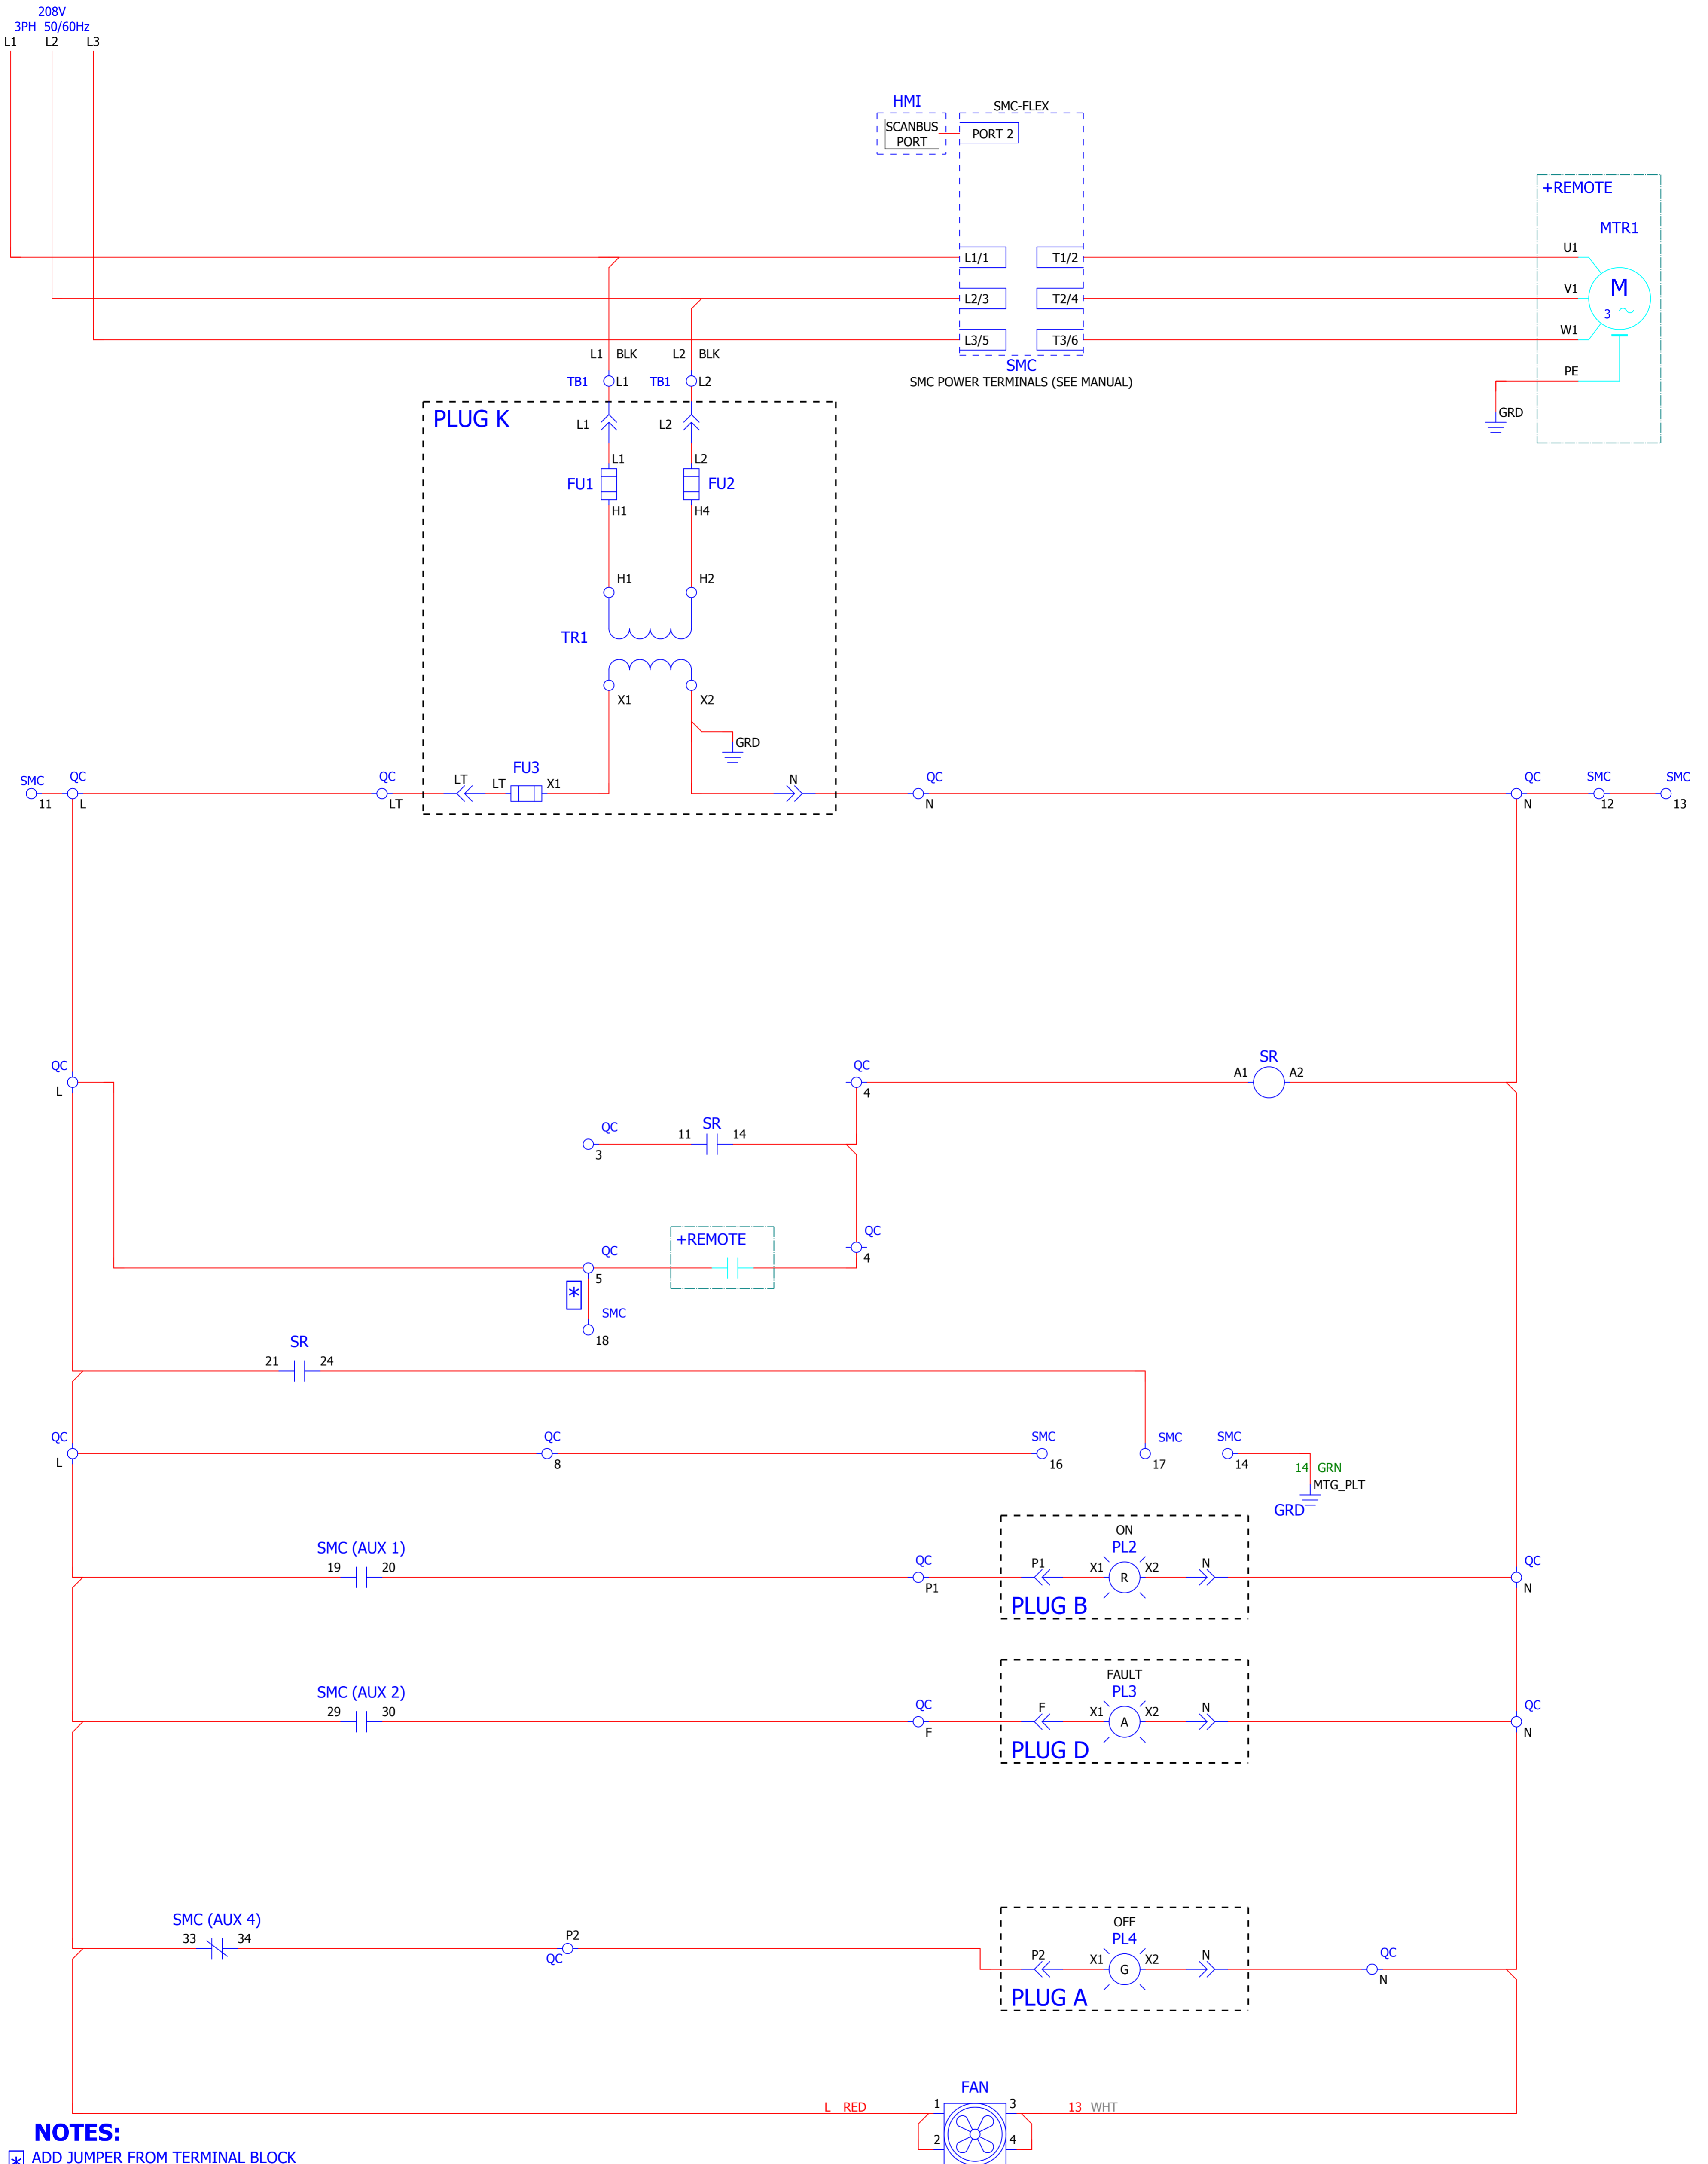 208V
3PH 50/60Hz
L1 L2 L3
HMI
SMC-FLEX
SCANBUS
PORT
PORT 2
+REMOTE
MTR1
L1/1 T1/2 U1
L2/3 T2/4 V1
M
3
L3/5 T3/6 W1
L1 BLK L2 BLK
SMC
SMC POWER TERMINALS (SEE MANUAL)
PE
TB1 L1 TB1 L2
GRD
PLUG K
L1 L2
L1 L2
FU1 FU2
H1 H4
H1 H2
TR1
X1 X2
GRD
SMC QC QC LT LT FU3 X1 N QC QC SMC SMC
11 L LT N N 12 13
QC QC SR
L 4 A1 A2
QC 11 SR 14
3
QC
+REMOTE QC
5 4
*
SMC
18
SR
21 24
QC QC SMC SMC SMC
L 8 16 17 14
14 GRN
MTG_PLT
GRD
ON
SMC (AUX 1) PL2
19 20 QC P1 X1 R X2 N QC
P1 N
PLUG B
FAULT
SMC (AUX 2) PL3
29 30 QC F X1 A X2 N QC
F N
PLUG D
OFF
SMC (AUX 4) PL4
33 34 P2 P2 X1 G X2 N QC
QC N
PLUG A
FAN
L RED 1 3 13 WHT
2 4
NOTES:
* ADD JUMPER FROM TERMINAL BLOCK